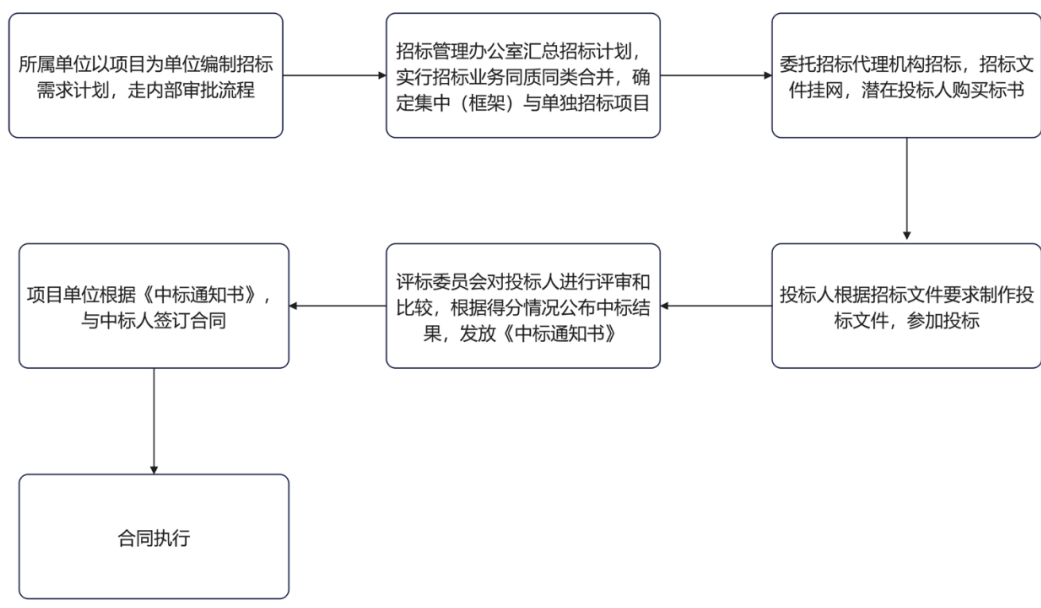 所属单位以项目为单位编制招标
需求计划，走内部审批流程
招标管理办公室汇总招标计划，
实行招标业务同质同类合并，确
定集中（框架）与单独招标项目
委托招标代理机构招标，招标文
件挂网，潜在投标人购买标书
投标人根据招标文件要求制作投
标文件，参加投标
评标委员会对投标人进行评审和
比较，根据得分情况公布中标结
果，发放《中标通知书》
项目单位根据《中标通知书》，
与中标人签订合同
合同执行